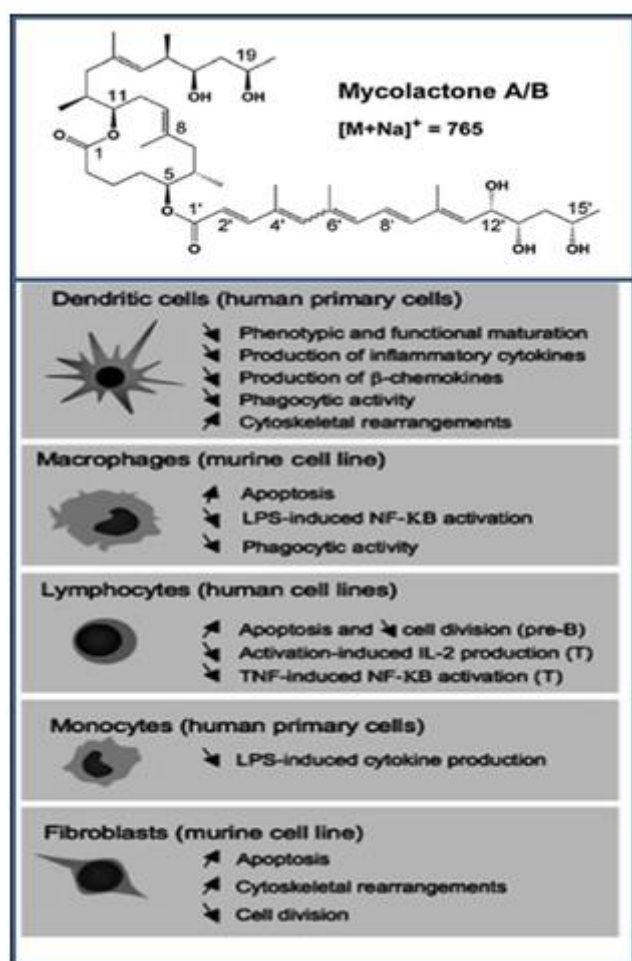 19
OH
OH
Mycolactone A/B
[M+Na]⁺ = 765
11
O
O
1
8
5
O
1'
O
2'
4'
6'
8'
OH
12'
15'
OH
OH
Dendritic cells (human primary cells)
↘ Phenotypic and functional maturation
↘ Production of inflammatory cytokines
↘ Production of β-chemokines
↘ Phagocytic activity
↗ Cytoskeletal rearrangements
Macrophages (murine cell line)
↗ Apoptosis
↘ LPS-induced NF-KB activation
↘ Phagocytic activity
Lymphocytes (human cell lines)
↗ Apoptosis and ↘ cell division (pre-B)
↘ Activation-induced IL-2 production (T)
↘ TNF-induced NF-KB activation (T)
Monocytes (human primary cells)
↘ LPS-induced cytokine production
Fibroblasts (murine cell line)
↗ Apoptosis
↗ Cytoskeletal rearrangements
↘ Cell division